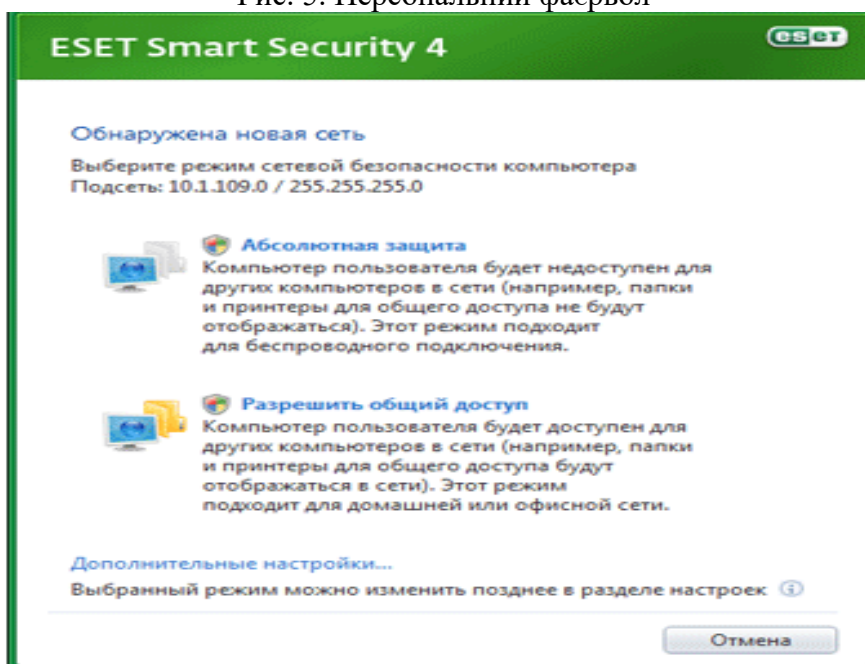 Рис. 5. Персональний фаєрвол
ESET Smart Security 4
eset
Обнаружена новая сеть
Выберите режим сетевой безопасности компьютера
Подсеть: 10.1.109.0 / 255.255.255.0
Абсолютная защита
Компьютер пользователя будет недоступен для
других компьютеров в сети (например, папки
и принтеры для общего доступа не будут
отображаться). Этот режим подходит
для беспроводного подключения.
Разрешить общий доступ
Компьютер пользователя будет доступен для
других компьютеров в сети (например, папки
и принтеры для общего доступа будут
отображаться в сети). Этот режим
подходит для домашней или офисной сети.
Дополнительные настройки...
Выбранный режим можно изменить позднее в разделе настроек
Отмена